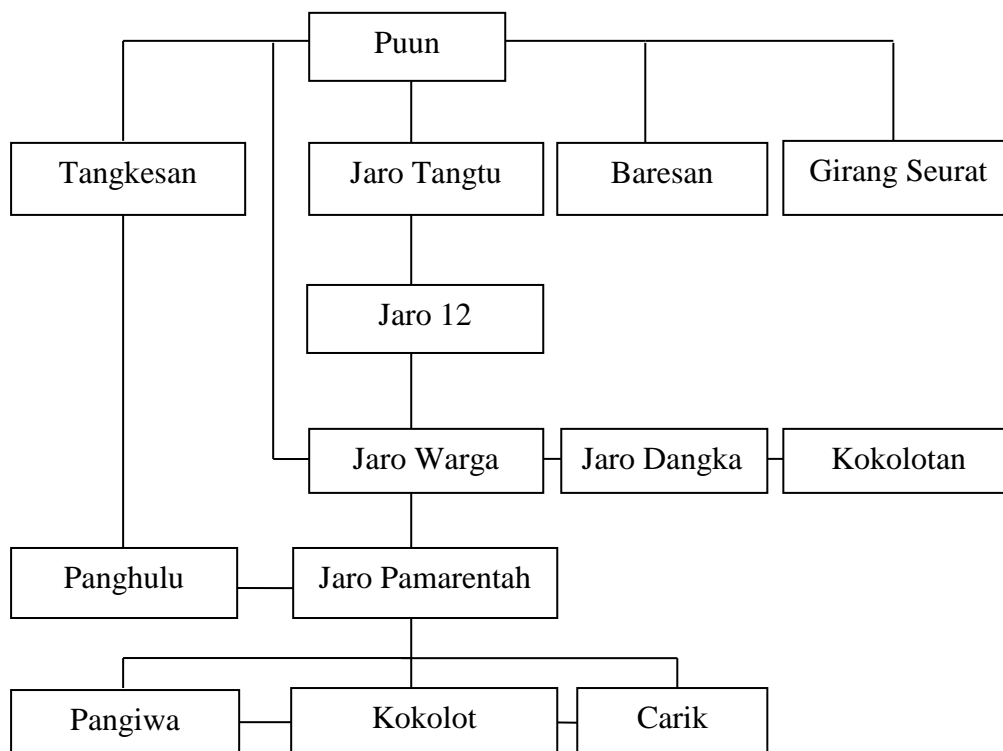 Puun
Tangkesan
Jaro Tangtu
Baresan
Girang Seurat
Jaro 12
Jaro Warga
Jaro Dangka
Kokolotan
Panghulu
Jaro Pamarentah
Pangiwa
Kokolot
Carik